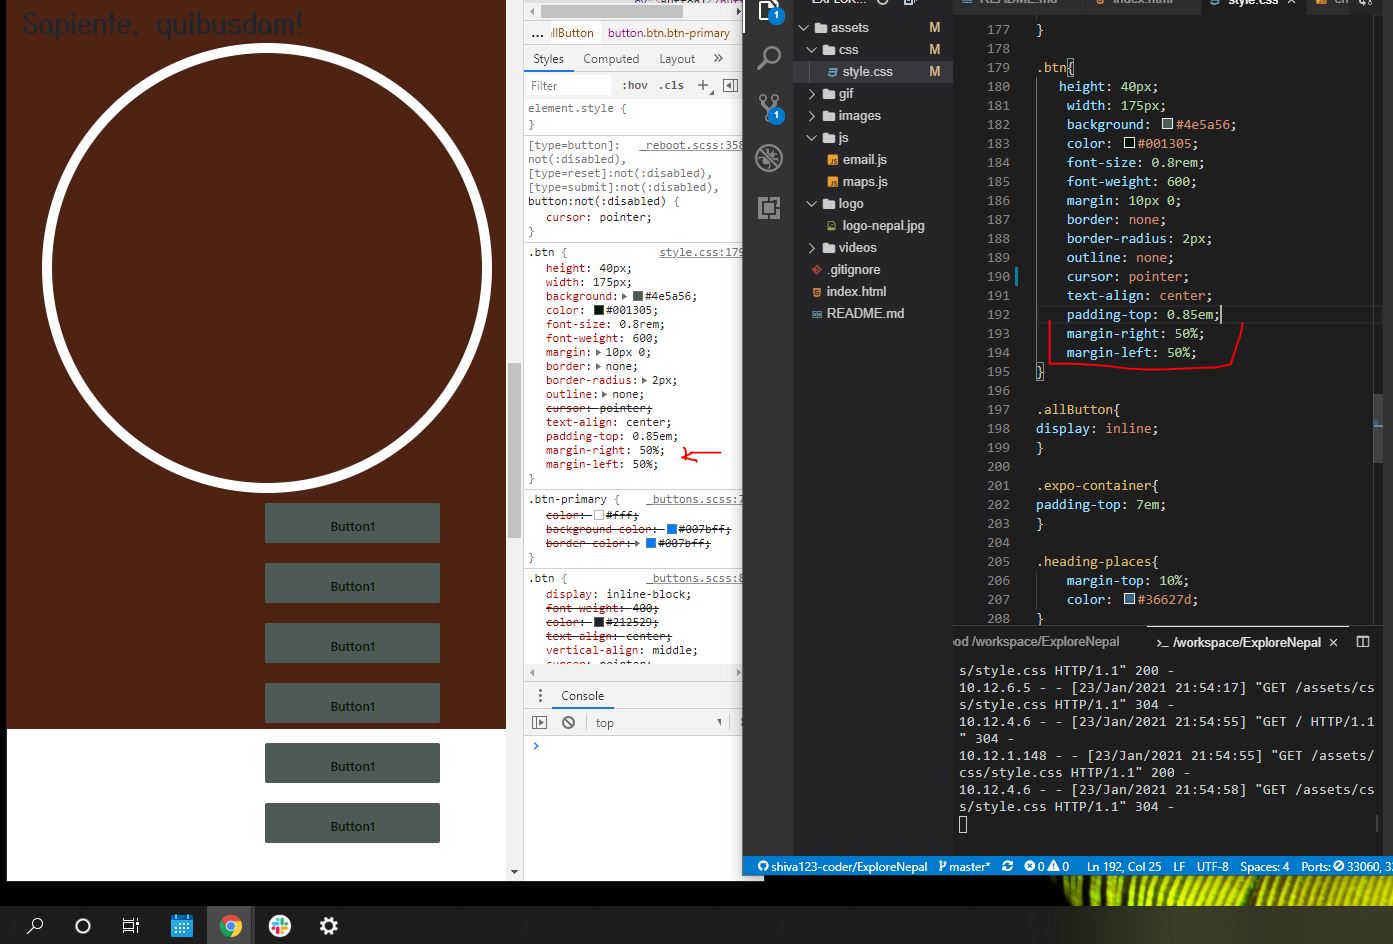 Sapiente, quibusdam!
Button1
Button1
Button1
Button1
Button1
Button1
... allButton button.btn.btn-primary
Styles Computed Layout »
Filter :hov .cls +
element.style {
}
[type=button]: _reboot.scss:358
not(:disabled),
[type=reset]:not(:disabled),
[type=submit]:not(:disabled),
button:not(:disabled) {
cursor: pointer;
}
.btn { style.css:179
height: 40px;
width: 175px;
background: #4e5a56;
color: #001305;
font-size: 0.8rem;
font-weight: 600;
margin: 10px 0;
border: none;
border-radius: 2px;
outline: none;
cursor: pointer;
text-align: center;
padding-top: 0.85em;
margin-right: 50%;
margin-left: 50%;
}
.btn-primary { _buttons.scss:7
color: #fff;
background-color: #007bff;
border-color: #007bff;
}
.btn { _buttons.scss:8
display: inline-block;
font-weight: 400;
color: #212529;
text-align: center;
vertical-align: middle;
cursor: pointer;
Console
top
>
EXPLOR...
assets M
css M
style.css M
gif
images
js
email.js
maps.js
logo
logo-nepal.jpg
videos
.gitignore
index.html
README.md
1
1
README.md index.html style.css
177 }
178
179 .btn{
180 height: 40px;
181 width: 175px;
182 background: #4e5a56;
183 color: #001305;
184 font-size: 0.8rem;
185 font-weight: 600;
186 margin: 10px 0;
187 border: none;
188 border-radius: 2px;
189 outline: none;
190 cursor: pointer;
191 text-align: center;
192 padding-top: 0.85em;
193 margin-right: 50%;
194 margin-left: 50%;
195 }
196
197 .allButton{
198 display: inline;
199 }
200
201 .expo-container{
202 padding-top: 7em;
203 }
204
205 .heading-places{
206 margin-top: 10%;
207 color: #36627d;
208 }
od /workspace/ExploreNepal >_ /workspace/ExploreNepal ×
s/style.css HTTP/1.1" 200 -
10.12.6.5 - - [23/Jan/2021 21:54:17] "GET /assets/cs
s/style.css HTTP/1.1" 304 -
10.12.4.6 - - [23/Jan/2021 21:54:55] "GET / HTTP/1.1
" 304 -
10.12.1.148 - - [23/Jan/2021 21:54:55] "GET /assets/
css/style.css HTTP/1.1" 200 -
10.12.4.6 - - [23/Jan/2021 21:54:58] "GET /assets/cs
s/style.css HTTP/1.1" 304 -
shiva123-coder/ExploreNepal master* 0 0 Ln 192, Col 25 LF UTF-8 Spaces: 4 Ports: 33060, 3